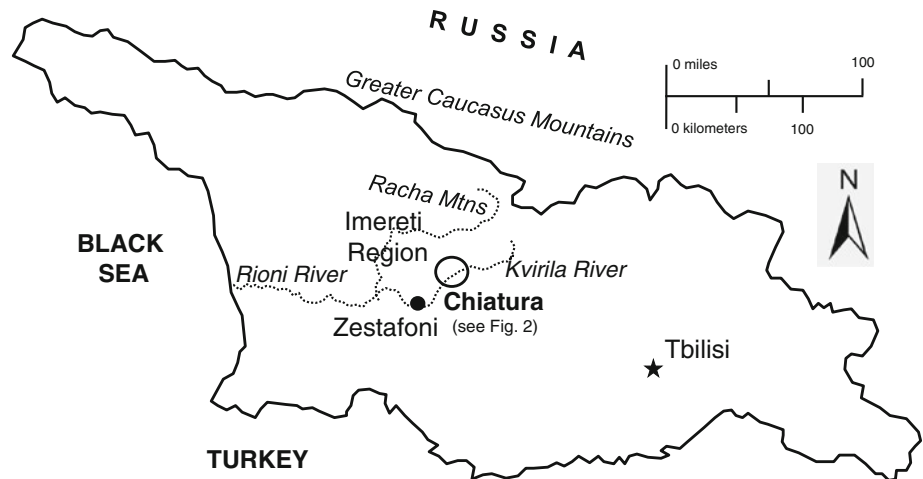 RUSSIA
Greater Caucasus Mountains
0 miles 100
0 kilometers 100
N
Racha Mtns
Imereti
Region
BLACK
SEA
Rioni River
Kvirila River
Chiatura
(see Fig. 2)
Zestafoni
Tbilisi
TURKEY